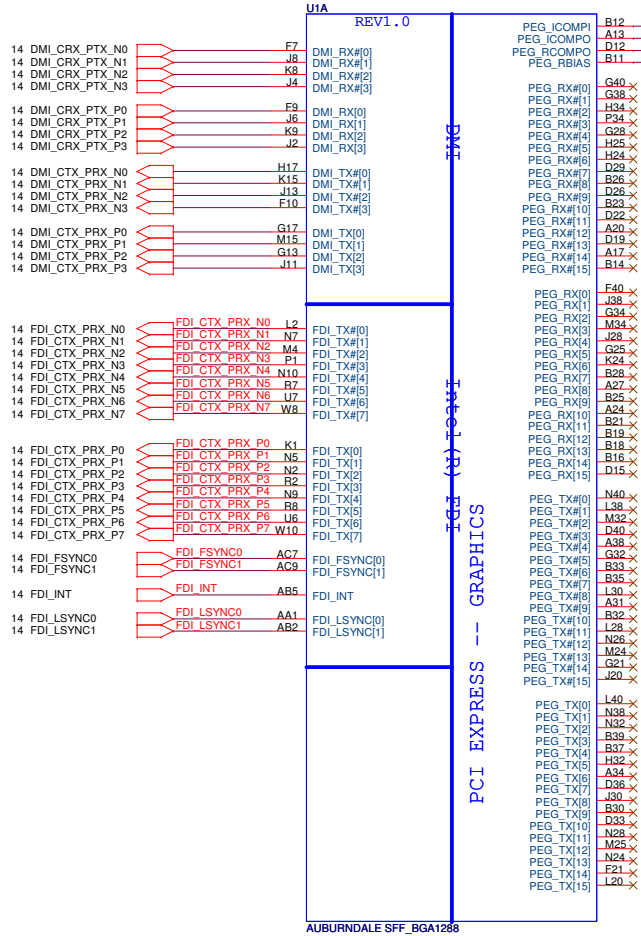 U1A
REV1.0
14 DMI_CRX_PTX_N0 F7 DMI_RX#[0]
14 DMI_CRX_PTX_N1 J8 DMI_RX#[1]
14 DMI_CRX_PTX_N2 K8 DMI_RX#[2]
14 DMI_CRX_PTX_N3 J4 DMI_RX#[3]
14 DMI_CRX_PTX_P0 F9 DMI_RX[0]
14 DMI_CRX_PTX_P1 J6 DMI_RX[1]
14 DMI_CRX_PTX_P2 K9 DMI_RX[2]
14 DMI_CRX_PTX_P3 J2 DMI_RX[3]
14 DMI_CTX_PRX_N0 H17 DMI_TX#[0]
14 DMI_CTX_PRX_N1 K15 DMI_TX#[1]
14 DMI_CTX_PRX_N2 J13 DMI_TX#[2]
14 DMI_CTX_PRX_N3 F10 DMI_TX#[3]
14 DMI_CTX_PRX_P0 G17 DMI_TX[0]
14 DMI_CTX_PRX_P1 M15 DMI_TX[1]
14 DMI_CTX_PRX_P2 G13 DMI_TX[2]
14 DMI_CTX_PRX_P3 J11 DMI_TX[3]
14 FDI_CTX_PRX_N0 FDI_CTX_PRX_N0 L2 FDI_TX#[0]
14 FDI_CTX_PRX_N1 FDI_CTX_PRX_N1 N7 FDI_TX#[1]
14 FDI_CTX_PRX_N2 FDI_CTX_PRX_N2 M4 FDI_TX#[2]
14 FDI_CTX_PRX_N3 FDI_CTX_PRX_N3 P1 FDI_TX#[3]
14 FDI_CTX_PRX_N4 FDI_CTX_PRX_N4 N10 FDI_TX#[4]
14 FDI_CTX_PRX_N5 FDI_CTX_PRX_N5 R7 FDI_TX#[5]
14 FDI_CTX_PRX_N6 FDI_CTX_PRX_N6 U7 FDI_TX#[6]
14 FDI_CTX_PRX_N7 FDI_CTX_PRX_N7 W8 FDI_TX#[7]
14 FDI_CTX_PRX_P0 FDI_CTX_PRX_P0 K1 FDI_TX[0]
14 FDI_CTX_PRX_P1 FDI_CTX_PRX_P1 N5 FDI_TX[1]
14 FDI_CTX_PRX_P2 FDI_CTX_PRX_P2 N2 FDI_TX[2]
14 FDI_CTX_PRX_P3 FDI_CTX_PRX_P3 R2 FDI_TX[3]
14 FDI_CTX_PRX_P4 FDI_CTX_PRX_P4 N9 FDI_TX[4]
14 FDI_CTX_PRX_P5 FDI_CTX_PRX_P5 R8 FDI_TX[5]
14 FDI_CTX_PRX_P6 FDI_CTX_PRX_P6 U6 FDI_TX[6]
14 FDI_CTX_PRX_P7 FDI_CTX_PRX_P7 W10 FDI_TX[7]
14 FDI_FSYNC0 FDI_FSYNC0 AC7 FDI_FSYNC[0]
14 FDI_FSYNC1 FDI_FSYNC1 AC9 FDI_FSYNC[1]
14 FDI_INT FDI_INT AB5 FDI_INT
14 FDI_LSYNC0 FDI_LSYNC0 AA1 FDI_LSYNC[0]
14 FDI_LSYNC1 FDI_LSYNC1 AB2 FDI_LSYNC[1]
DMI
Intel(R) FDI
PCI EXPRESS -- GRAPHICS
PEG_ICOMPI B12
PEG_ICOMPO A13
PEG_RCOMPO D12
PEG_RBIAS B11
PEG_RX#[0] G40
PEG_RX#[1] G38
PEG_RX#[2] H34
PEG_RX#[3] P34
PEG_RX#[4] G28
PEG_RX#[5] H25
PEG_RX#[6] H24
PEG_RX#[7] D29
PEG_RX#[8] B26
PEG_RX#[9] D26
PEG_RX#[10] B23
PEG_RX#[11] D22
PEG_RX#[12] A20
PEG_RX#[13] D19
PEG_RX#[14] A17
PEG_RX#[15] B14
PEG_RX[0] F40
PEG_RX[1] J38
PEG_RX[2] G34
PEG_RX[3] M34
PEG_RX[4] J28
PEG_RX[5] G25
PEG_RX[6] K24
PEG_RX[7] B28
PEG_RX[8] A27
PEG_RX[9] B25
PEG_RX[10] A24
PEG_RX[11] B21
PEG_RX[12] B19
PEG_RX[13] B18
PEG_RX[14] B16
PEG_RX[15] D15
PEG_TX#[0] N40
PEG_TX#[1] L38
PEG_TX#[2] M32
PEG_TX#[3] D40
PEG_TX#[4] A38
PEG_TX#[5] G32
PEG_TX#[6] B33
PEG_TX#[7] B35
PEG_TX#[8] L30
PEG_TX#[9] A31
PEG_TX#[10] B32
PEG_TX#[11] L28
PEG_TX#[12] N26
PEG_TX#[13] M24
PEG_TX#[14] G21
PEG_TX#[15] J20
PEG_TX[0] L40
PEG_TX[1] N38
PEG_TX[2] N32
PEG_TX[3] B39
PEG_TX[4] B37
PEG_TX[5] H32
PEG_TX[6] A34
PEG_TX[7] D36
PEG_TX[8] J30
PEG_TX[9] B30
PEG_TX[10] D33
PEG_TX[11] N28
PEG_TX[12] M25
PEG_TX[13] N24
PEG_TX[14] F21
PEG_TX[15] L20
AUBURNDALE SFF_BGA1288